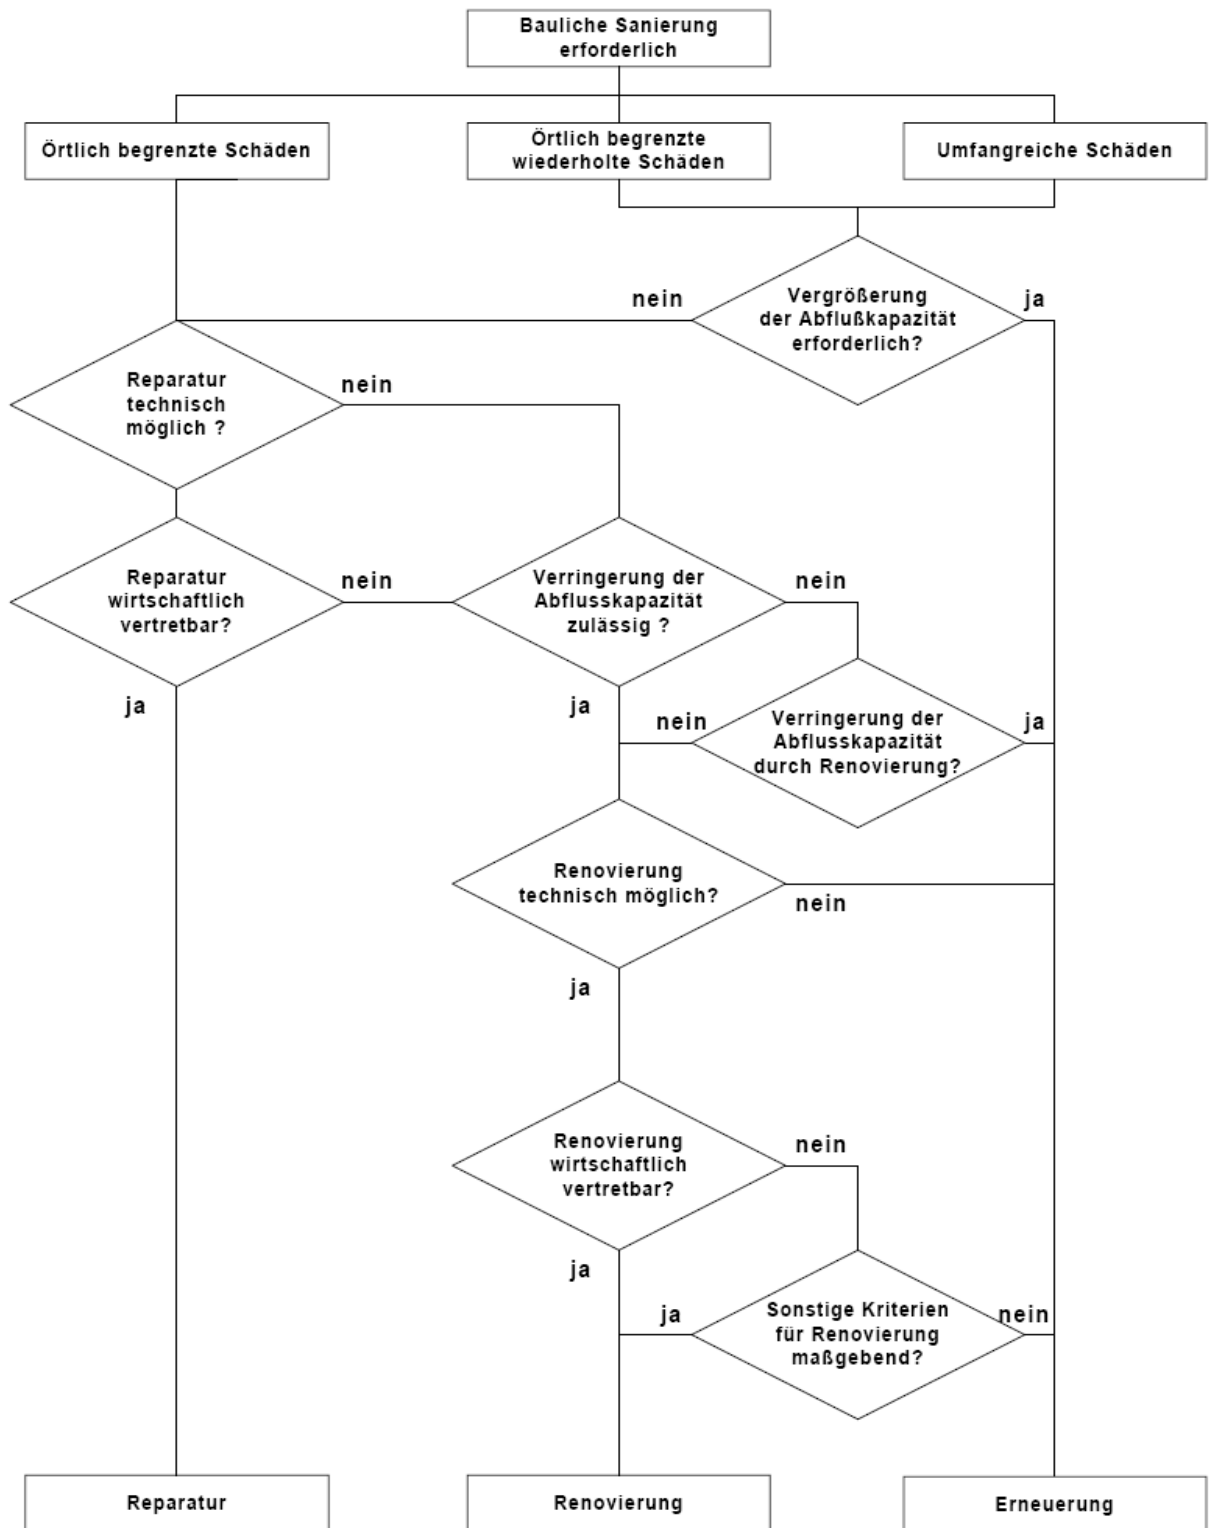 Bauliche Sanierung
erforderlich
Örtlich begrenzte Schäden
Örtlich begrenzte
wiederholte Schäden
Umfangreiche Schäden
nein
Vergrößerung
der Abflußkapazität
erforderlich?
ja
Reparatur
technisch
möglich ?
nein
Reparatur
wirtschaftlich
vertretbar?
nein
Verringerung der
Abflusskapazität
zulässig ?
nein
ja
ja
nein
Verringerung der
Abflusskapazität
durch Renovierung?
ja
Renovierung
technisch möglich?
nein
ja
Renovierung
wirtschaftlich
vertretbar?
nein
ja
ja
Sonstige Kriterien
für Renovierung
maßgebend?
nein
Reparatur
Renovierung
Erneuerung